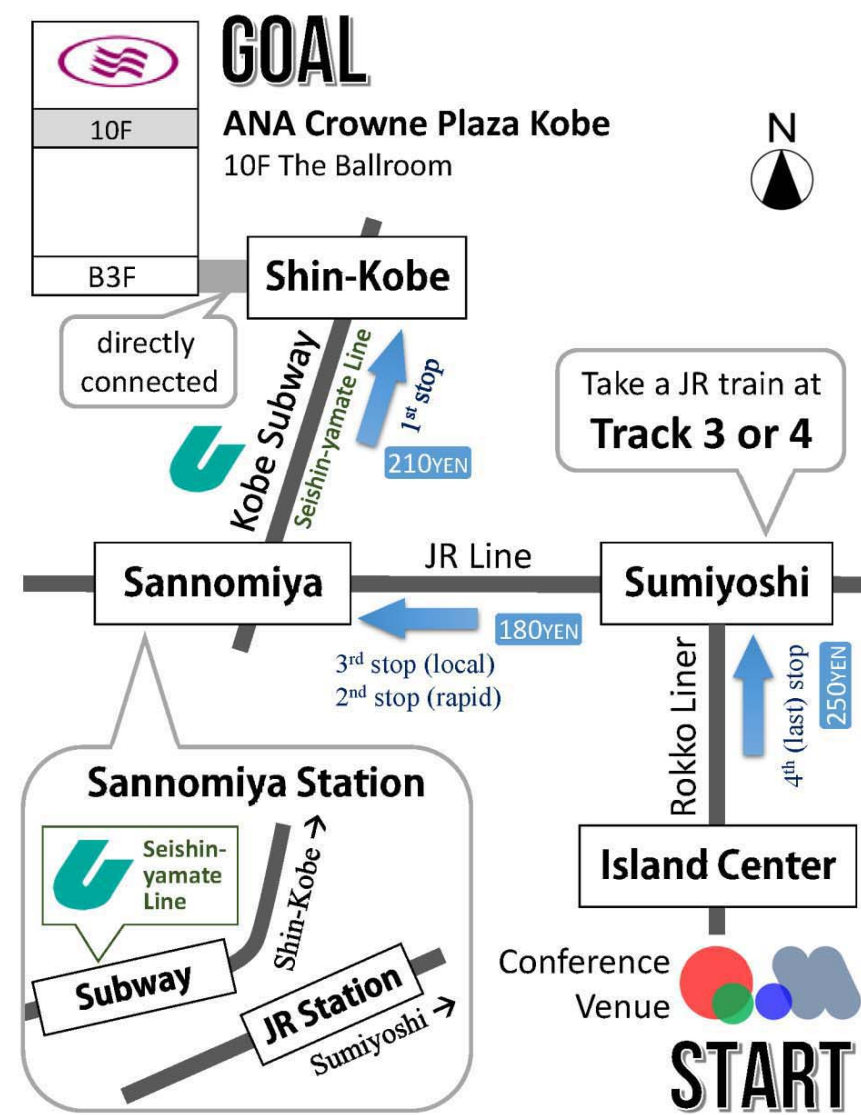 GOAL
10F
ANA Crowne Plaza Kobe
10F The Ballroom
N
B3F
Shin-Kobe
directly
connected
Kobe Subway
Seishin-yamate Line
1st stop
210YEN
Take a JR train at
Track 3 or 4
Sannomiya
JR Line
Sumiyoshi
180YEN
3rd stop (local)
2nd stop (rapid)
Rokko Liner
4th (last) stop
250YEN
Sannomiya Station
Seishin-
yamate
Line
Shin-Kobe →
Subway
JR Station
Sumiyoshi →
Island Center
Conference
Venue
START